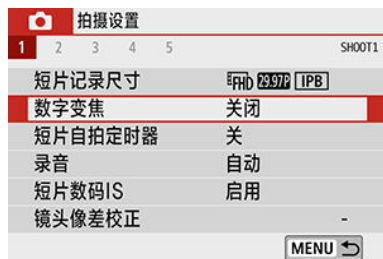 拍摄设置
1 2 3 4 5 SHOOT1
短片记录尺寸 FHD 29.97P IPB
数字变焦 关闭
短片自拍定时器 关
录音 自动
短片数码IS 启用
镜头像差校正 -
MENU